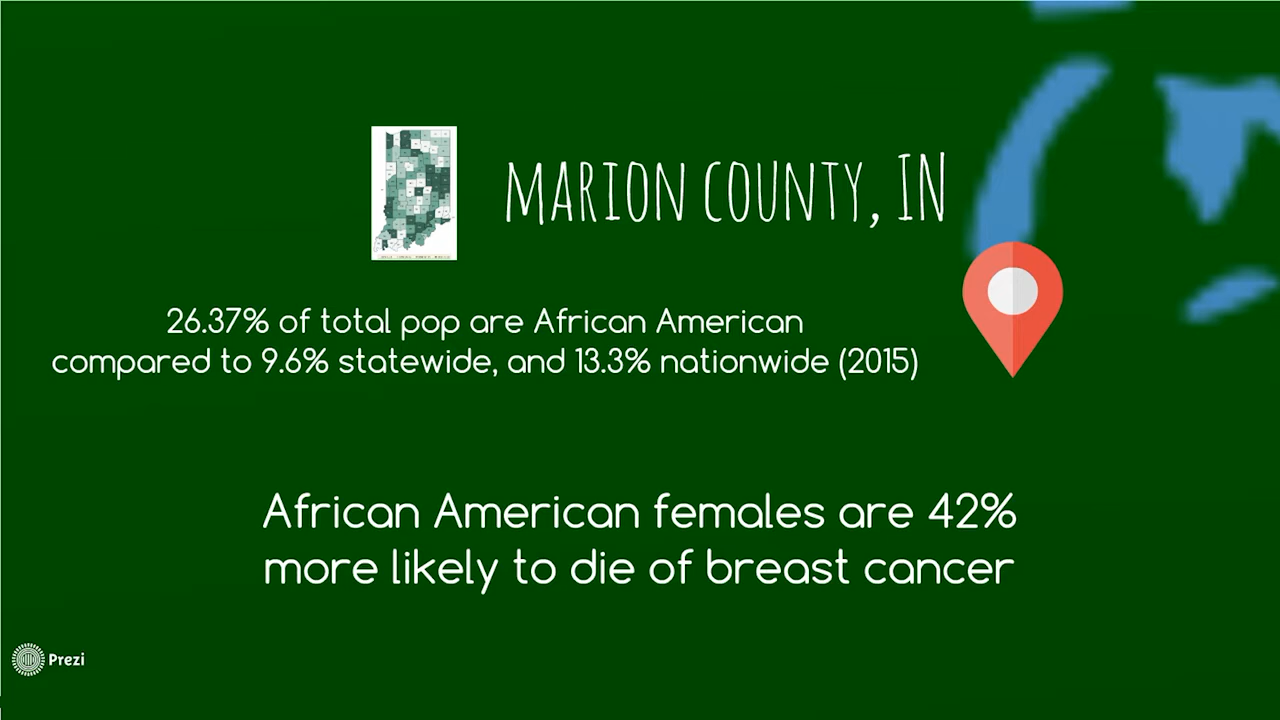 MARION COUNTY, IN
26.37% of total pop are African American
compared to 9.6% statewide, and 13.3% nationwide (2015)
African American females are 42%
more likely to die of breast cancer
Prezi